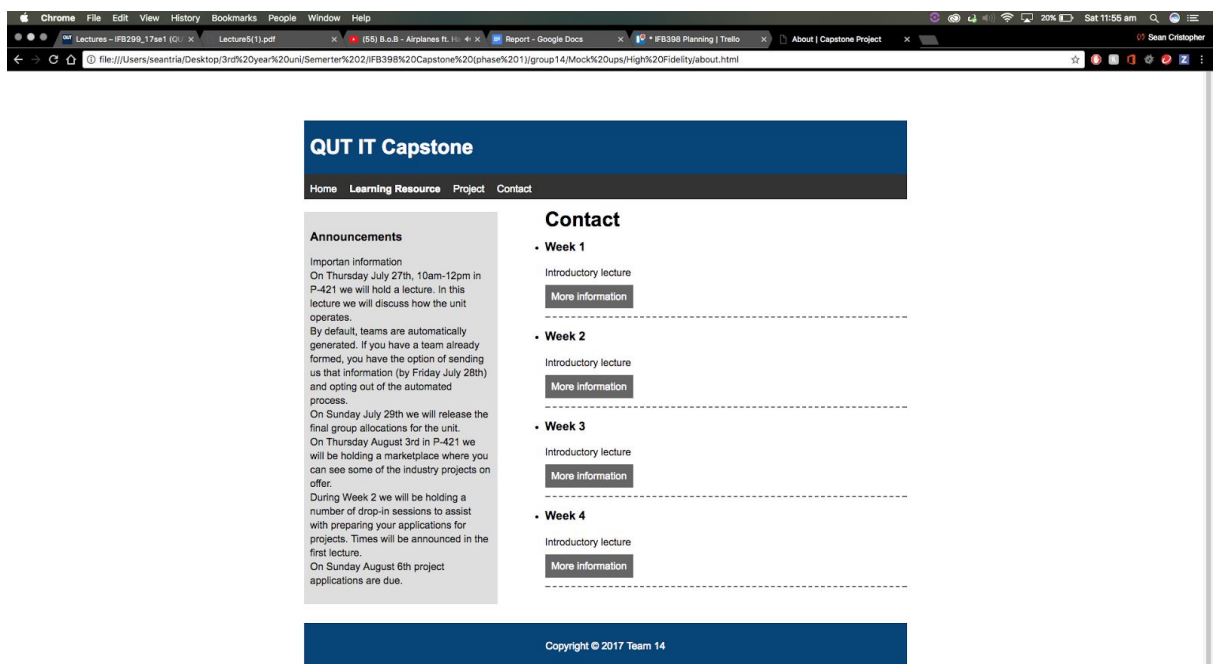 Chrome File Edit View History Bookmarks People Window Help
20% Sat 11:55 am
Lectures – IFB299_17se1 (QU
Lecture5(1).pdf
(55) B.o.B - Airplanes ft. Ha
Report - Google Docs
* IFB398 Planning | Trello
About | Capstone Project
Sean Cristopher
file:///Users/seantria/Desktop/3rd%20year%20uni/Semerter%202/IFB398%20Capstone%20(phase%201)/group14/Mock%20ups/High%20Fidelity/about.html
QUT IT Capstone
Home Learning Resource Project Contact
Announcements
Importan information
On Thursday July 27th, 10am-12pm in
P-421 we will hold a lecture. In this
lecture we will discuss how the unit
operates.
By default, teams are automatically
generated. If you have a team already
formed, you have the option of sending
us that information (by Friday July 28th)
and opting out of the automated
process.
On Sunday July 29th we will release the
final group allocations for the unit.
On Thursday August 3rd in P-421 we
will be holding a marketplace where you
can see some of the industry projects on
offer.
During Week 2 we will be holding a
number of drop-in sessions to assist
with preparing your applications for
projects. Times will be announced in the
first lecture.
On Sunday August 6th project
applications are due.
Contact
• Week 1
Introductory lecture
More information
• Week 2
Introductory lecture
More information
• Week 3
Introductory lecture
More information
• Week 4
Introductory lecture
More information
Copyright © 2017 Team 14